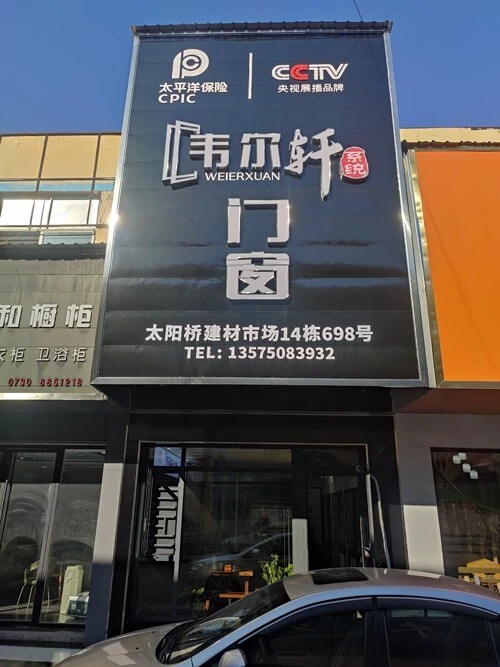 太平洋保险
CPIC
CCTV
央视展播品牌
韦尔轩
系统
WEIERXUAN
门
窗
太阳桥建材市场14栋698号
TEL: 13575083932
和橱柜
衣柜 卫浴柜
0730 8851218